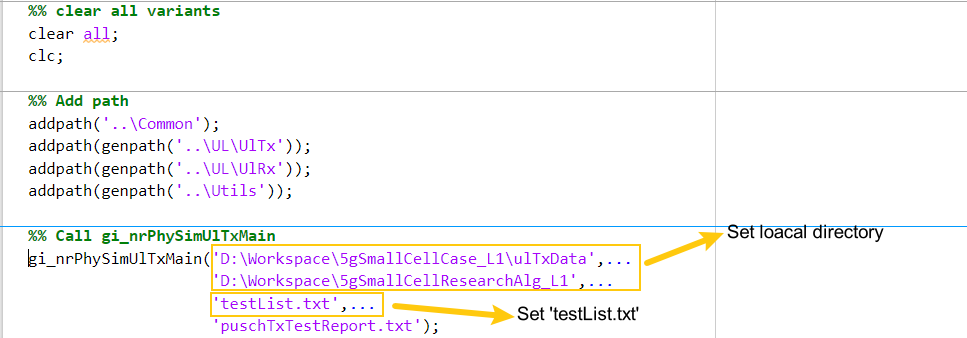 %% clear all variants
clear all;
clc;
%% Add path
addpath('..\Common');
addpath(genpath('..\UL\UlTx'));
addpath(genpath('..\UL\UlRx'));
addpath(genpath('..\Utils'));
%% Call gi_nrPhySimUlTxMain
gi_nrPhySimUlTxMain('D:\Workspace\5gSmallCellCase_L1\ulTxData',...
'D:\Workspace\5gSmallCellResearchAlg_L1',...
'testList.txt',...
'puschTxTestReport.txt');
Set loacal directory
Set 'testList.txt'